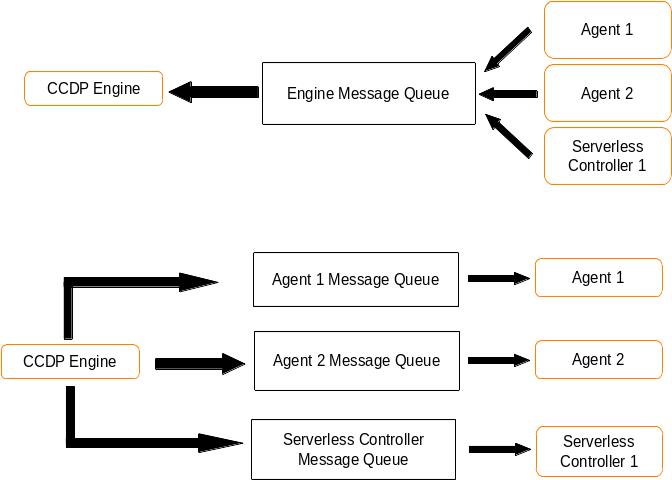 Agent 1
CCDP Engine
Engine Message Queue
Agent 2
Serverless
Controller 1
Agent 1 Message Queue
Agent 1
CCDP Engine
Agent 2 Message Queue
Agent 2
Serverless Controller
Message Queue
Serverless
Controller 1